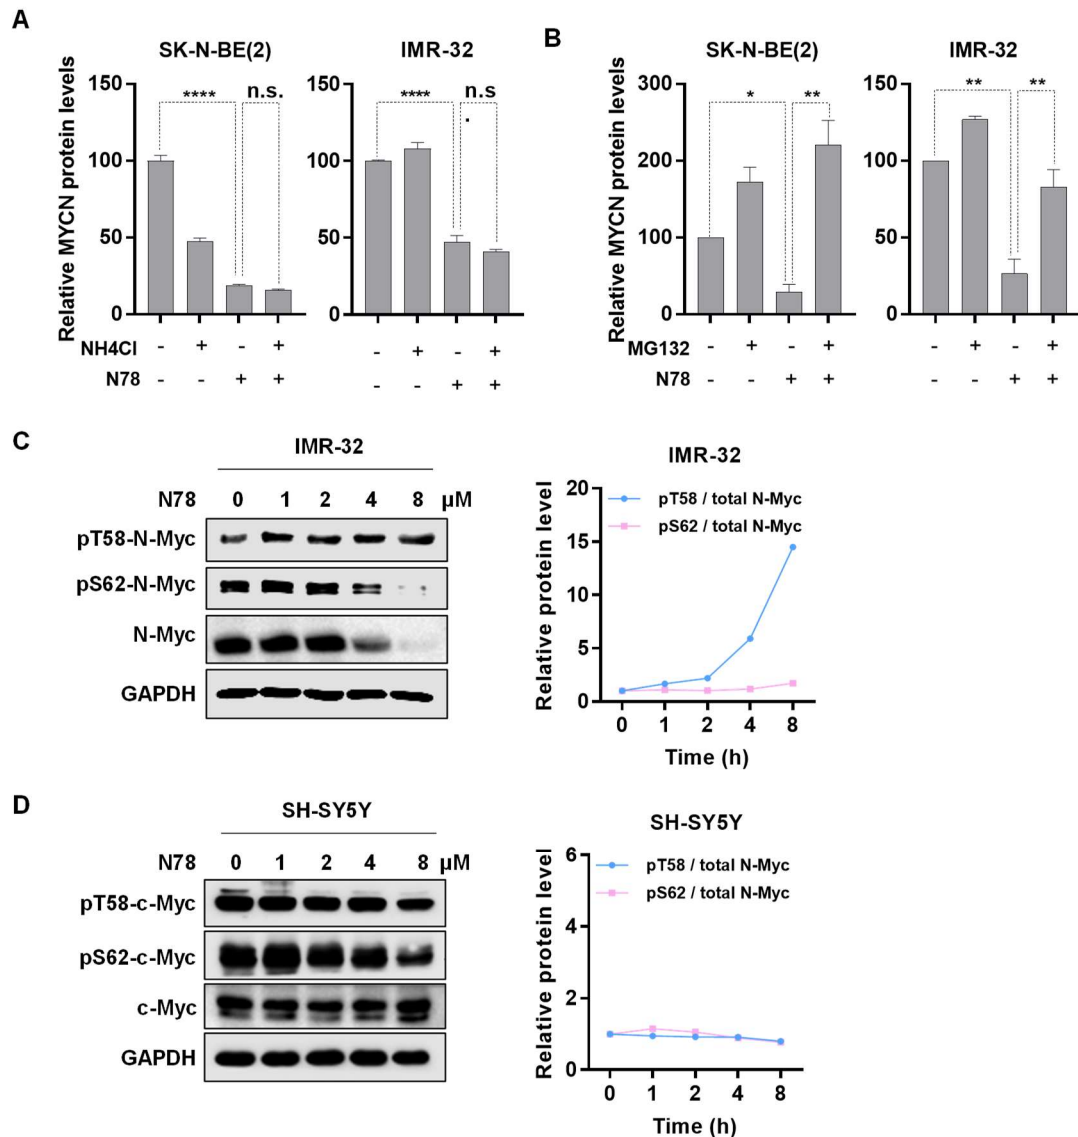 A
SK-N-BE(2)
IMR-32
Relative MYCN protein levels
150
100
50
0
**** n.s.
150
100
50
0
**** n.s
.
NH4Cl - + - +
N78 - - + +
- + - +
- - + +
B
SK-N-BE(2)
IMR-32
Relative MYCN protein levels
300
200
100
0
* **
150
100
50
0
** **
MG132 - + - +
N78 - - + +
- + - +
- - + +
C
IMR-32
N78 0 1 2 4 8 μM
pT58-N-Myc
pS62-N-Myc
N-Myc
GAPDH
IMR-32
pT58 / total N-Myc
pS62 / total N-Myc
Relative protein level
20
15
10
5
0
0 1 2 4 8
Time (h)
D
SH-SY5Y
N78 0 1 2 4 8 μM
pT58-c-Myc
pS62-c-Myc
c-Myc
GAPDH
SH-SY5Y
pT58 / total N-Myc
pS62 / total N-Myc
Relative protein level
6
4
2
0
0 1 2 4 8
Time (h)